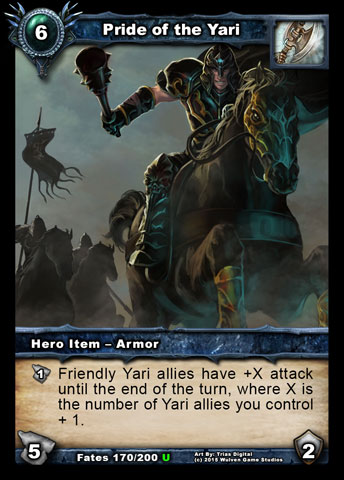 6
Pride of the Yari
Hero Item – Armor
1 Friendly Yari allies have +X attack
until the end of the turn, where X is
the number of Yari allies you control
+ 1.
5
Fates 170/200 U
Art By: Trias Digital
(c) 2015 Wulven Game Studios
2